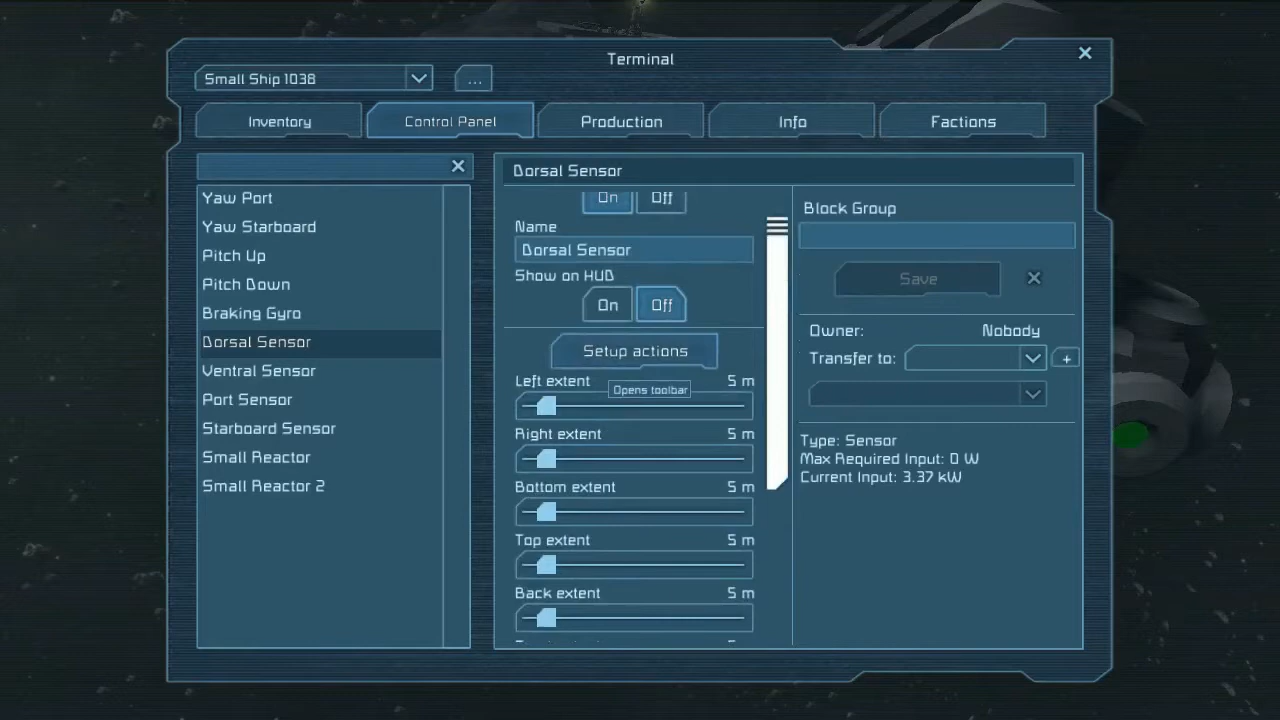 Terminal
Small Ship 1038
...
Inventory
Control Panel
Production
Info
Factions
Yaw Port
Yaw Starboard
Pitch Up
Pitch Down
Braking Gyro
Dorsal Sensor
Ventral Sensor
Port Sensor
Starboard Sensor
Small Reactor
Small Reactor 2
Dorsal Sensor
On Off
Name
Dorsal Sensor
Show on HUD
On Off
Setup actions
Left extent 5 m
Opens toolbar
Right extent 5 m
Bottom extent 5 m
Top extent 5 m
Back extent 5 m
Block Group
Save
Owner: Nobody
Transfer to:
Type: Sensor
Max Required Input: 0 W
Current Input: 3.37 kW